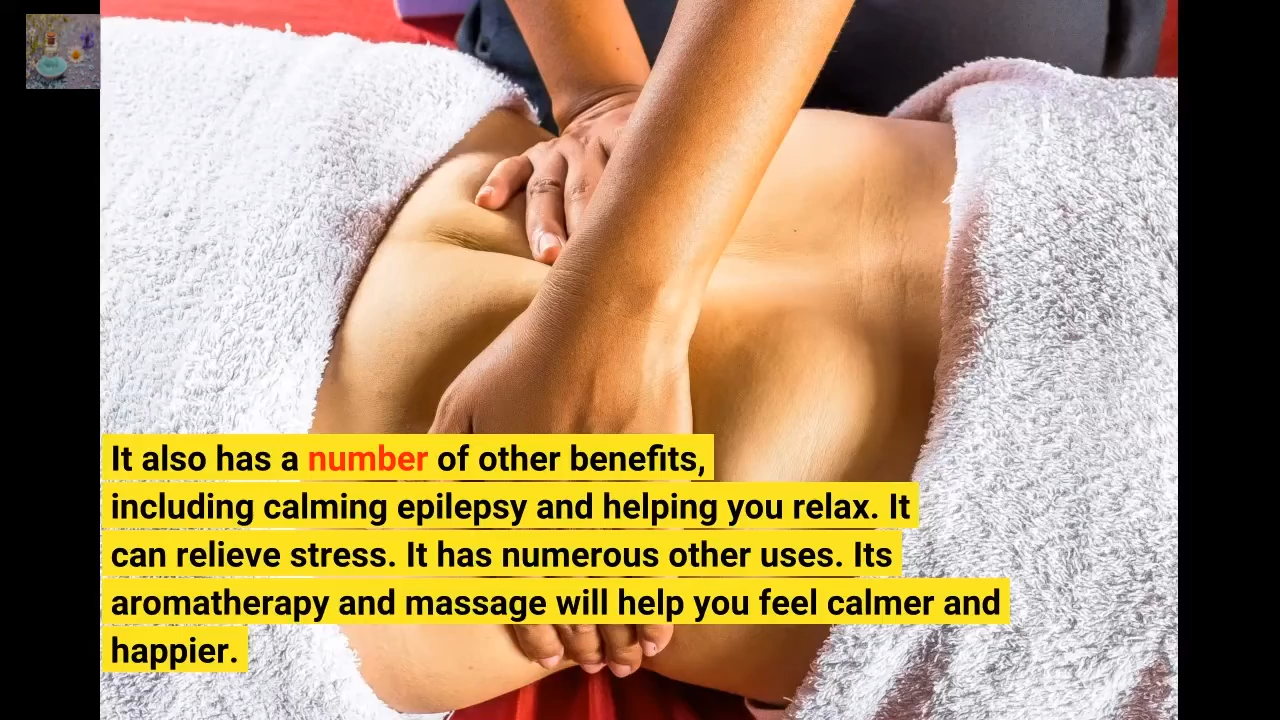 It also has a number of other benefits,
including calming epilepsy and helping you relax. It
can relieve stress. It has numerous other uses. Its
aromatherapy and massage will help you feel calmer and
happier.